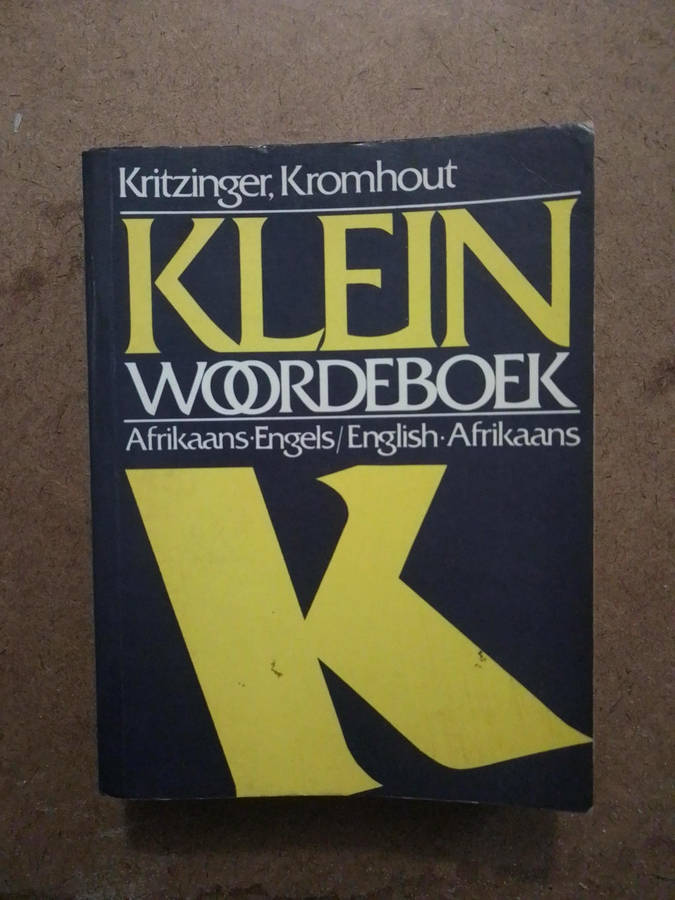 Kritzinger, Kromhout
KLEIN
WOORDEBOEK
Afrikaans·Engels/English·Afrikaans
K